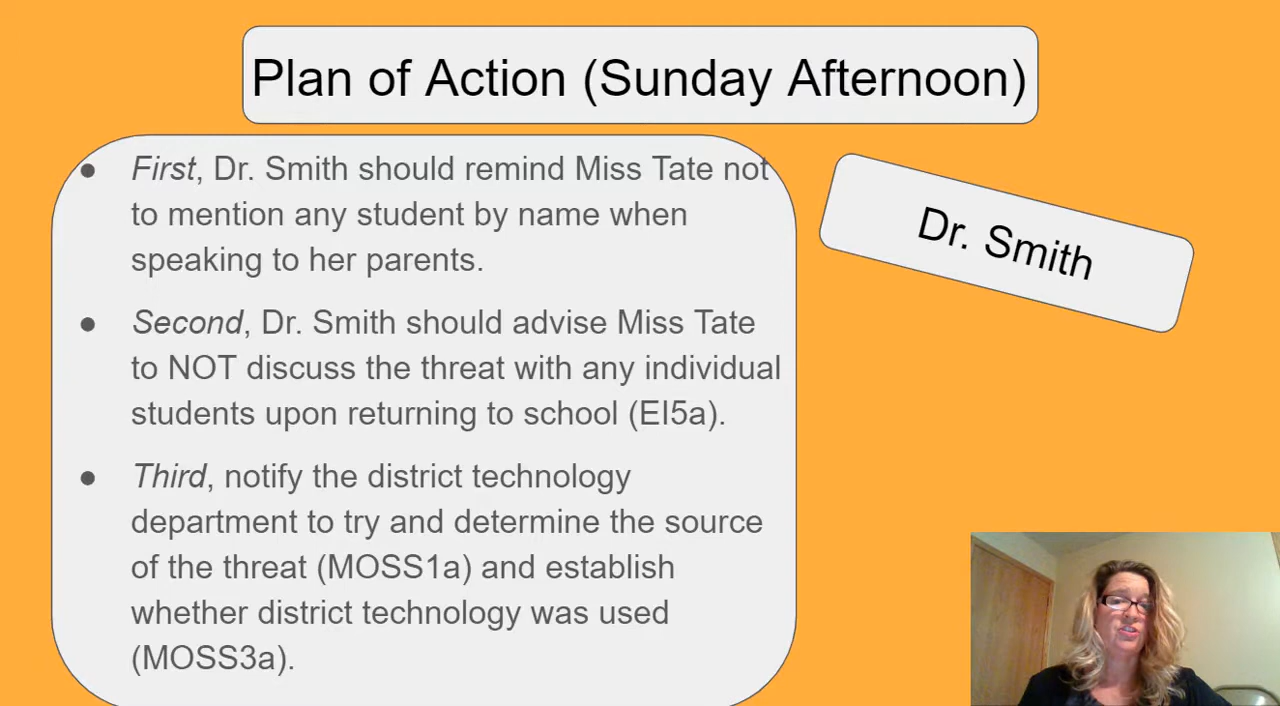 Plan of Action (Sunday Afternoon)
● First, Dr. Smith should remind Miss Tate not
to mention any student by name when
speaking to her parents.
● Second, Dr. Smith should advise Miss Tate
to NOT discuss the threat with any individual
students upon returning to school (EI5a).
● Third, notify the district technology
department to try and determine the source
of the threat (MOSS1a) and establish
whether district technology was used
(MOSS3a).
Dr. Smith